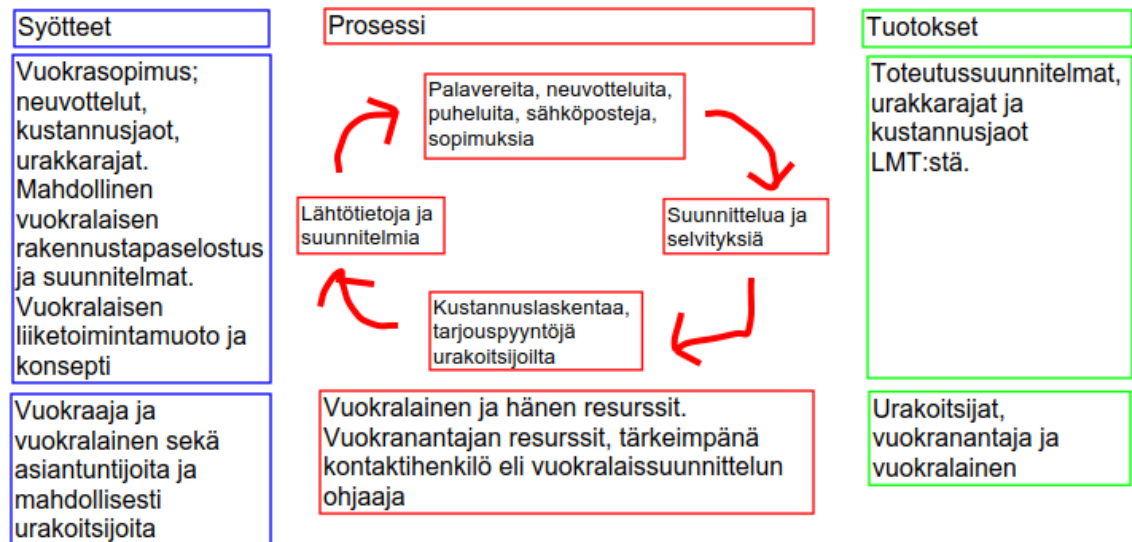 Syötteet
Vuokrasopimus;
neuvottelut,
kustannusjaot,
urakkarajat.
Mahdollinen
vuokralaisen
rakennustapaselostus
ja suunnitelmat.
Vuokralaisen
liiketoimintamuoto ja
konsepti
Vuokraaja ja
vuokralainen sekä
asiantuntijoita ja
mahdollisesti
urakoitsijoita
Prosessi
Palavereita, neuvotteluita,
puheluita, sähköposteja,
sopimuksia
Lähtötietoja ja
suunnitelmia
Suunnittelua ja
selvityksiä
Kustannuslaskentaa,
tarjouspyyntöjä
urakoitsijoilta
Vuokralainen ja hänen resurssit.
Vuokranantajan resurssit, tärkeimpänä
kontaktihenkilö eli vuokralaissuunnittelun
ohjaaja
Tuotokset
Toteutussuunnitelmat,
urakkarajat ja
kustannusjaot
LMT:stä.
Urakoitsijat,
vuokranantaja ja
vuokralainen